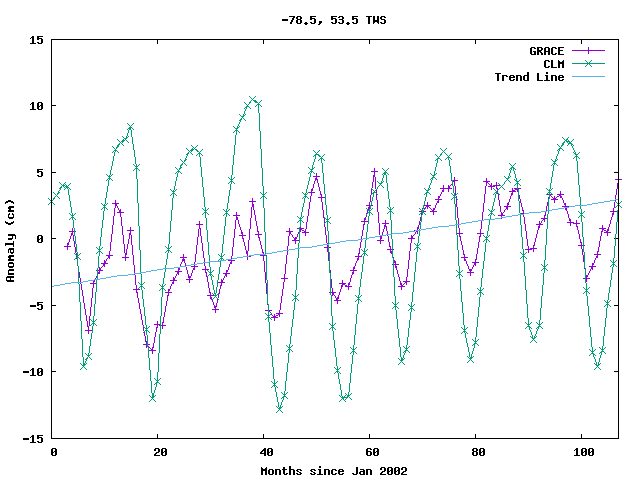 -78.5, 53.5 TWS
GRACE
CLM
Trend Line
15
10
5
0
-5
-10
-15
Anomaly (cm)
0 20 40 60 80 100
Months since Jan 2002